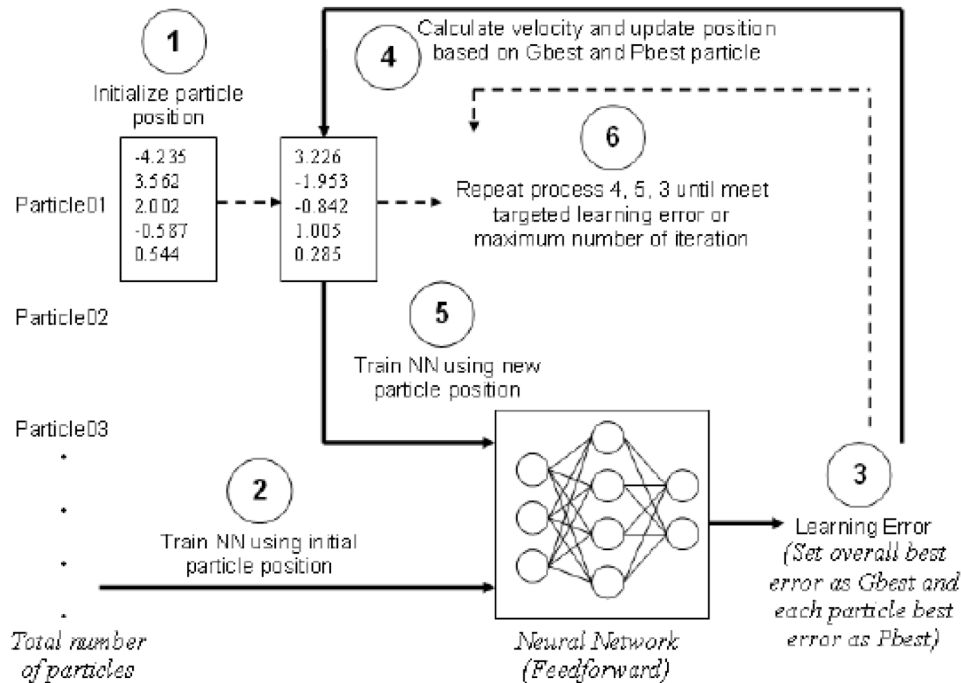 1
Initialize particle
position
4
Calculate velocity and update position
based on Gbest and Pbest particle
6
Repeat process 4, 5, 3 until meet
targeted learning error or
maximum number of iteration
Particle01
-4.235
3.562
2.002
-0.587
0.544
3.226
-1.953
-0.842
1.005
0.285
Particle02
5
Train NN using new
particle position
Particle03
2
Train NN using initial
particle position
3
Learning Error
(Set overall best
error as Gbest and
each particle best
error as Pbest)
Total number
of particles
Neural Network
(Feedforward)